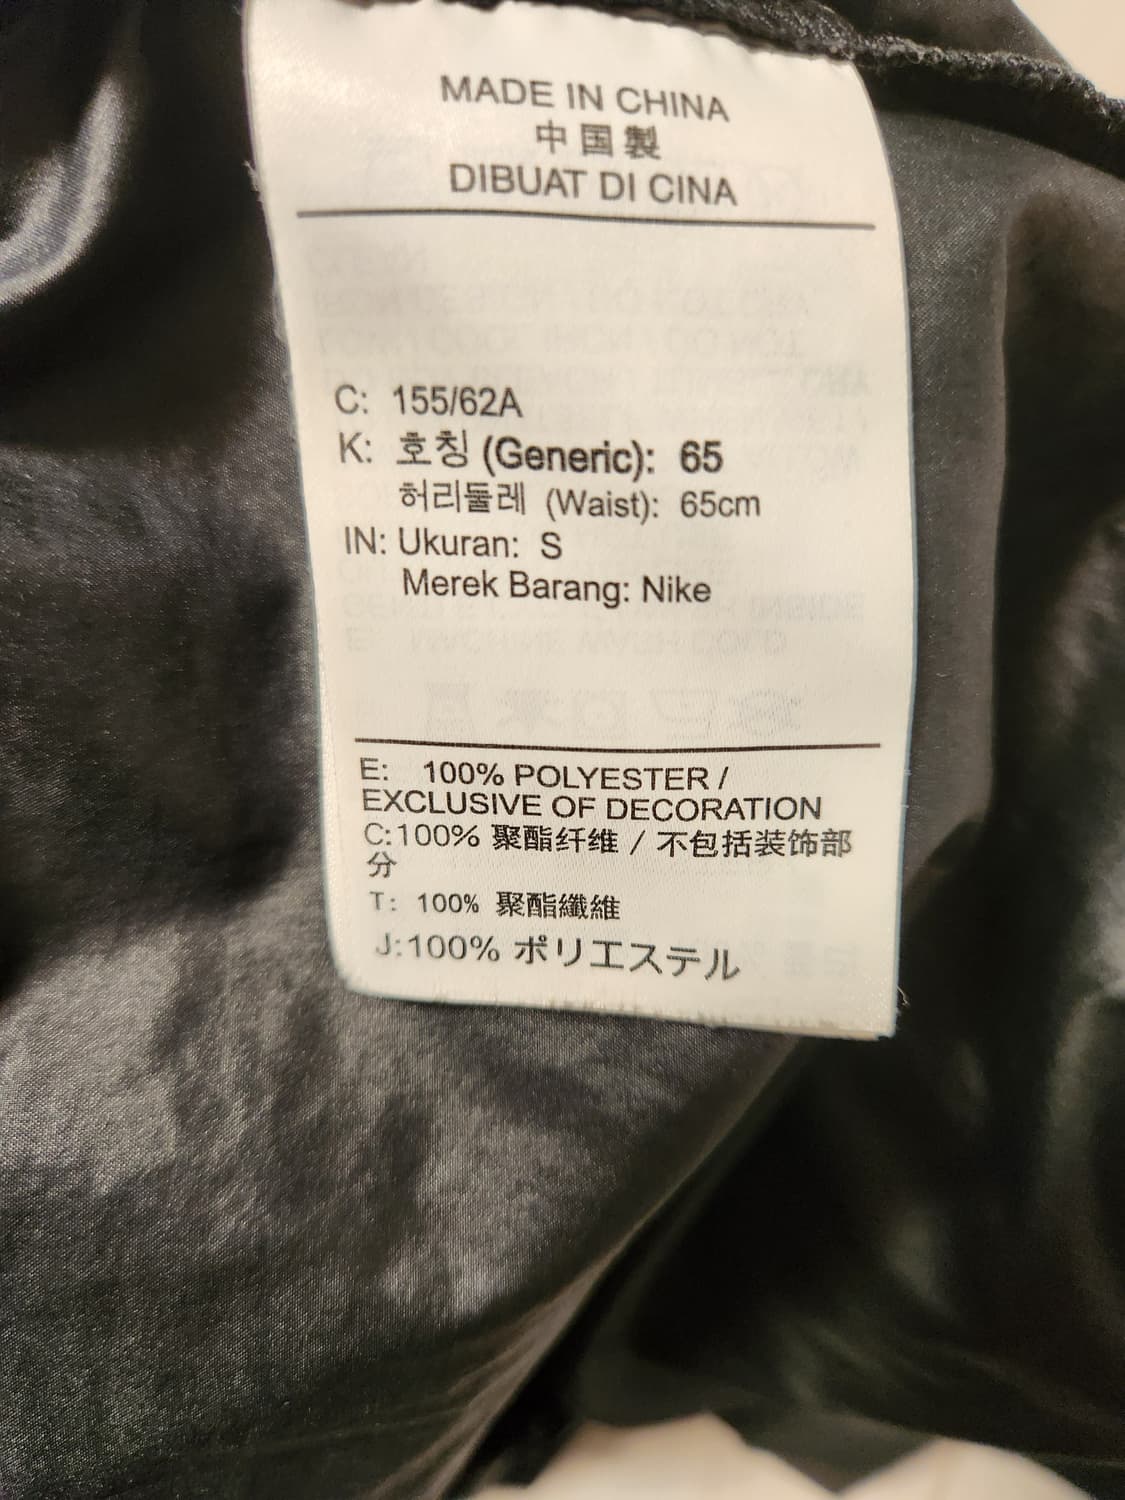 MADE IN CHINA
中国製
DIBUAT DI CINA
C: 155/62A
K: 호칭 (Generic): 65
허리둘레 (Waist): 65cm
IN: Ukuran: S
Merek Barang: Nike
E: 100% POLYESTER /
EXCLUSIVE OF DECORATION
C:100% 聚酯纤维 / 不包括装饰部
分
T: 100% 聚酯纖維
J:100% ポリエステル